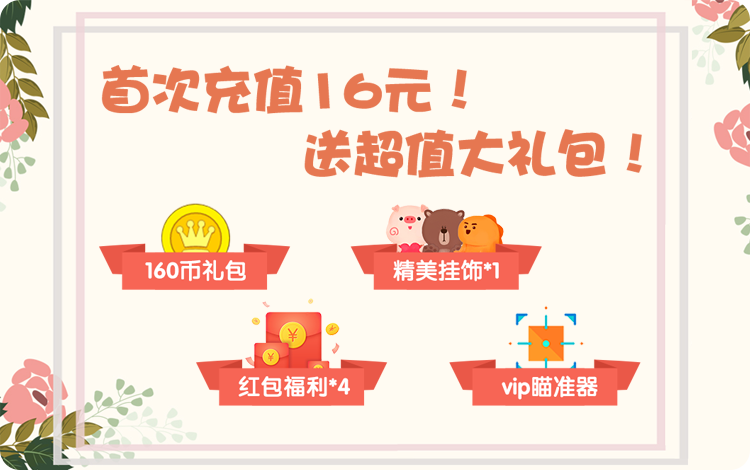 首次充值16元！
送超值大礼包！
160币礼包
精美挂饰*1
¥
¥
¥
红包福利*4
vip瞄准器